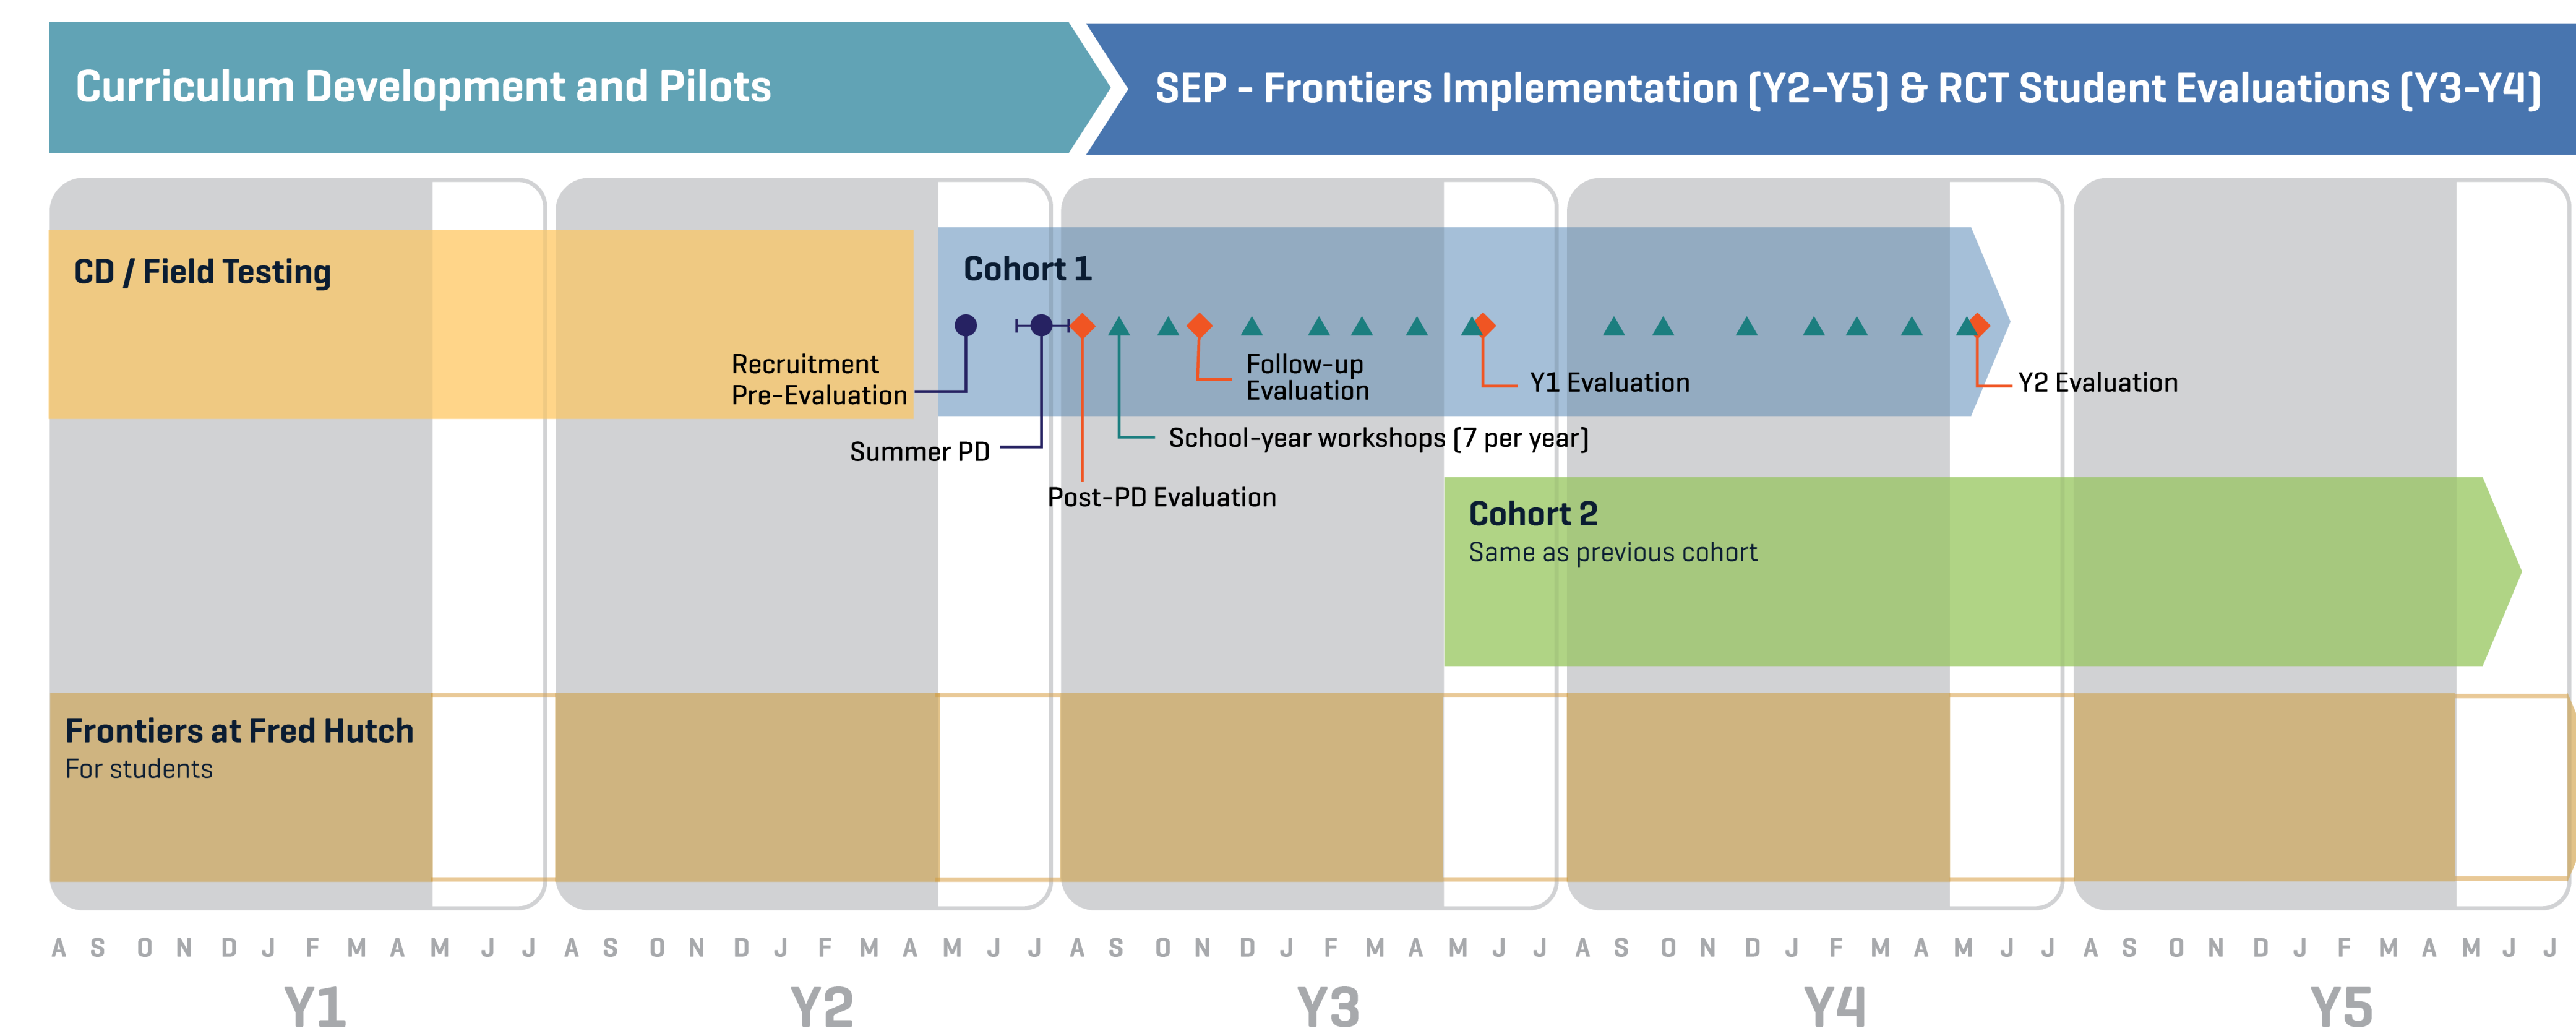 Curriculum Development and Pilots
SEP - Frontiers Implementation (Y2-Y5) & RCT Student Evaluations (Y3-Y4)
CD / Field Testing
Cohort 1
Recruitment
Pre-Evaluation
Follow-up
Evaluation
Y1 Evaluation
Y2 Evaluation
Summer PD
School-year workshops (7 per year)
Post-PD Evaluation
Cohort 2
Same as previous cohort
Frontiers at Fred Hutch
For students
A S O N D J F M A M J J A S O N D J F M A M J J A S O N D J F M A M J J A S O N D J F M A M J J A S O N D J F M A M J J
Y1 Y2 Y3 Y4 Y5